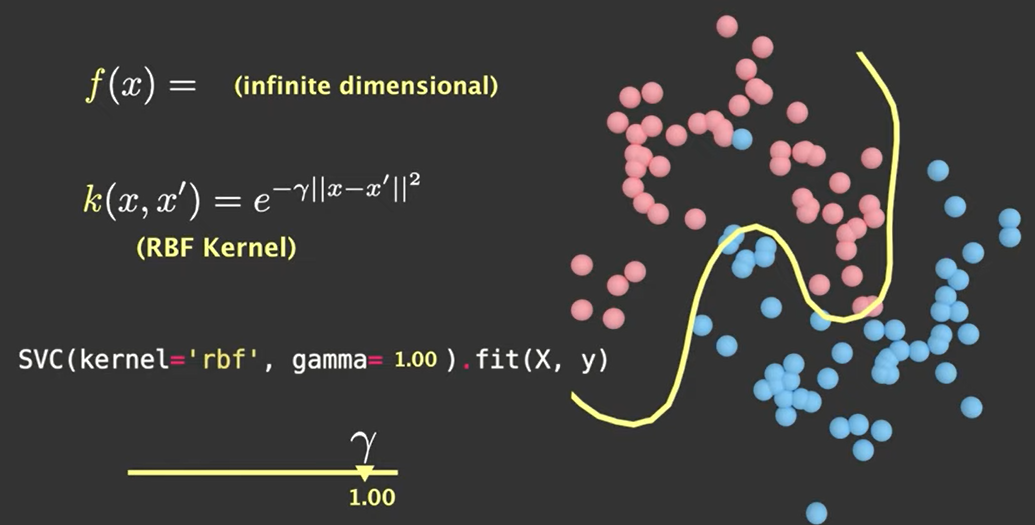 f(x) = (infinite dimensional)
k(x, x′) = e^{−γ||x−x′||²}
(RBF Kernel)
SVC(kernel='rbf', gamma= 1.00 ).fit(X, y)
γ
1.00